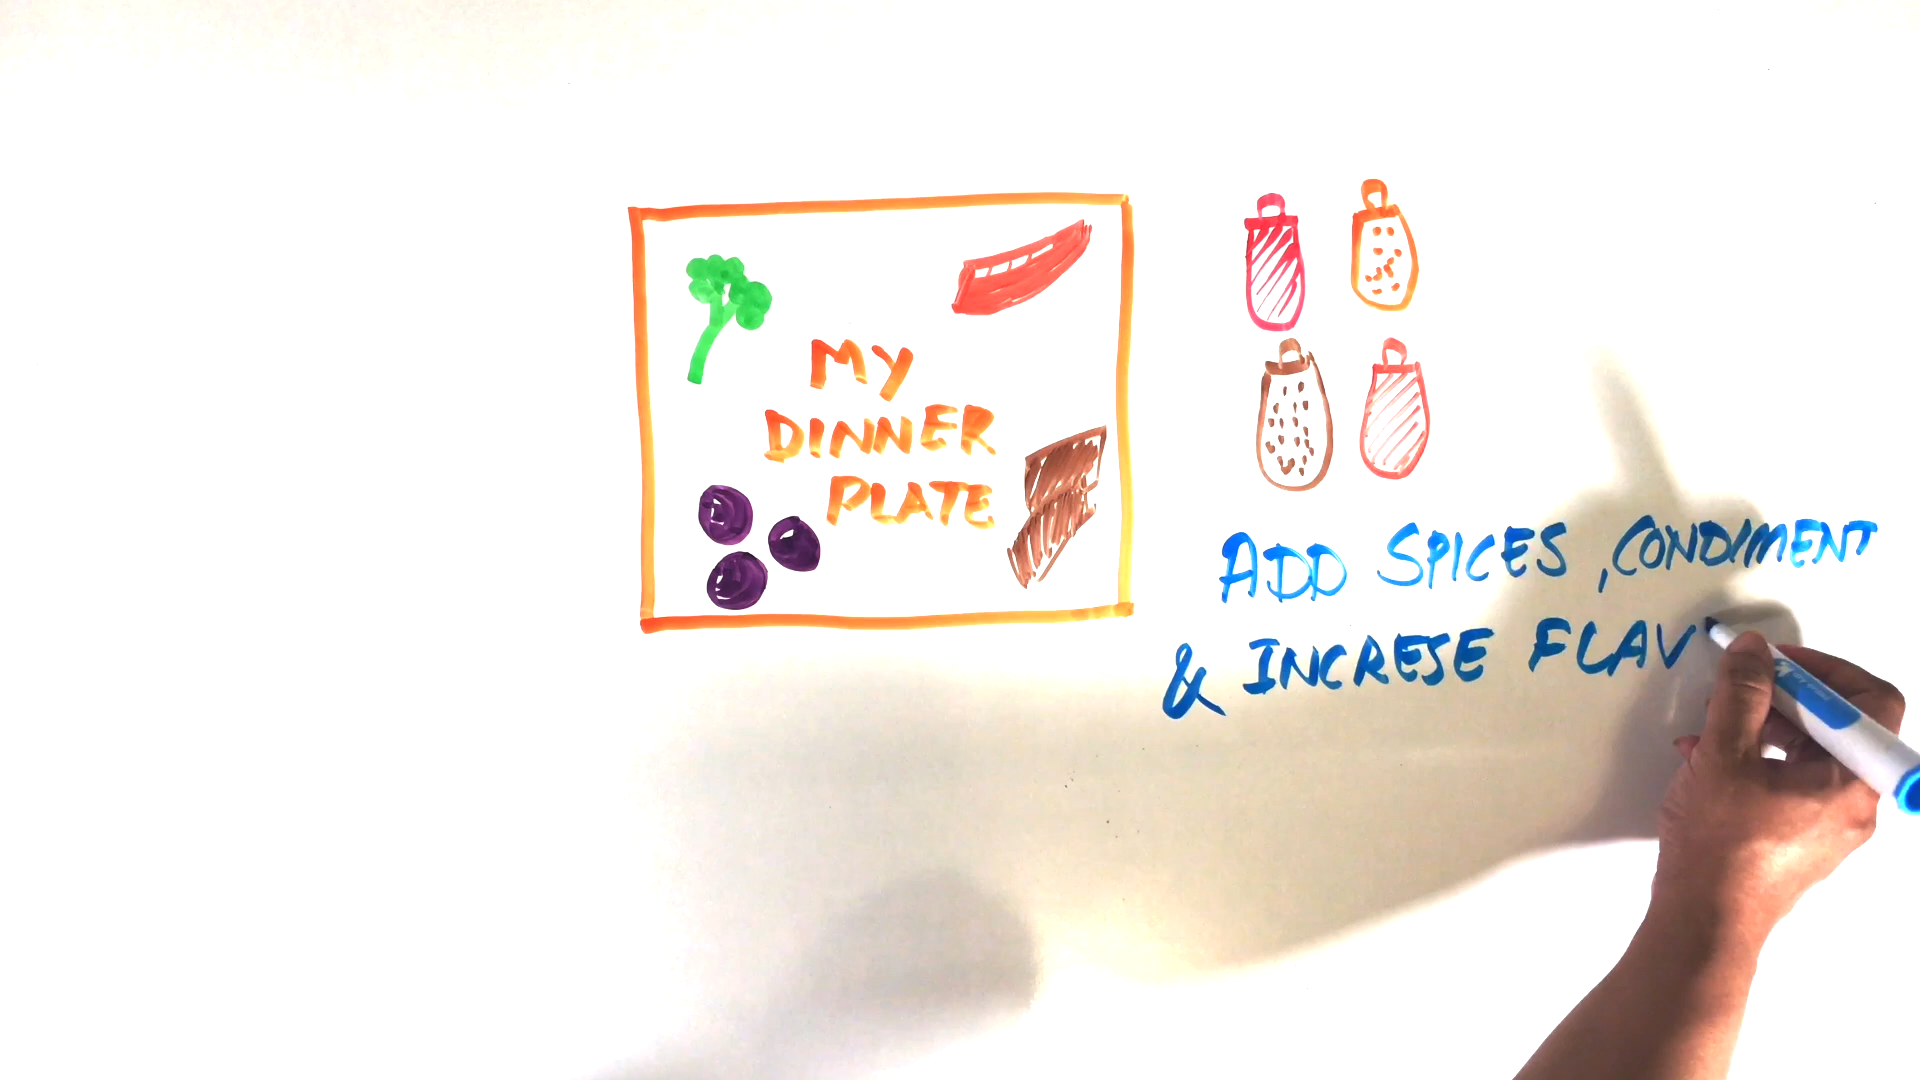 MY
DINNER
PLATE
ADD SPICES, CONDIMENT
& INCRESE FLAV